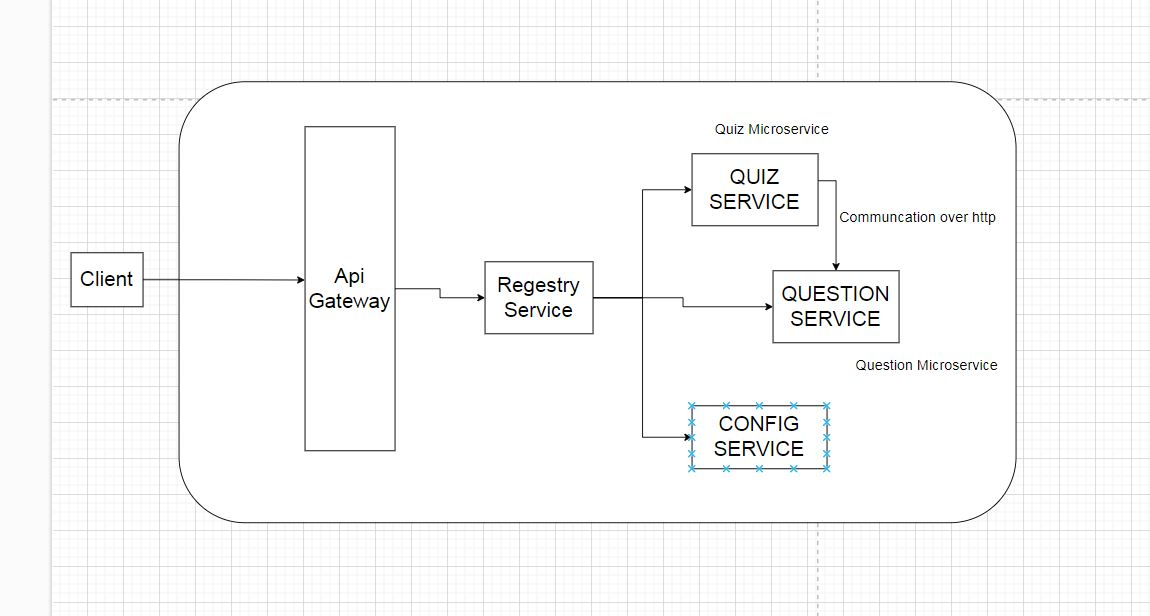 Quiz Microservice
QUIZ
SERVICE
Communcation over http
Client
Api
Gateway
Regestry
Service
QUESTION
SERVICE
Question Microservice
CONFIG
SERVICE